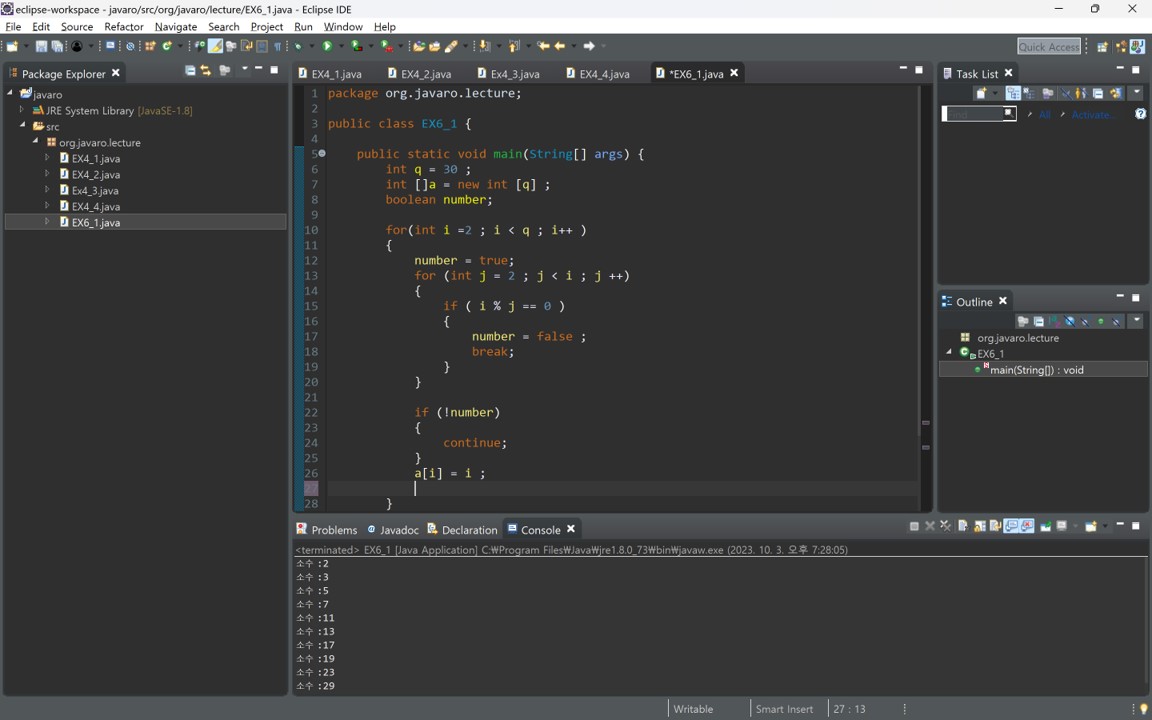 eclipse-workspace - javaro/src/org/javaro/lecture/EX6_1.java - Eclipse IDE
File Edit Source Refactor Navigate Search Project Run Window Help
Quick Access
Package Explorer
javaro
JRE System Library [JavaSE-1.8]
src
org.javaro.lecture
EX4_1.java
EX4_2.java
Ex4_3.java
EX4_4.java
EX6_1.java
EX4_1.java EX4_2.java Ex4_3.java EX4_4.java *EX6_1.java
1 package org.javaro.lecture;
2
3 public class EX6_1 {
4
5 public static void main(String[] args) {
6 int q = 30 ;
7 int []a = new int [q] ;
8 boolean number;
9
10 for(int i =2 ; i < q ; i++ )
11 {
12 number = true;
13 for (int j = 2 ; j < i ; j ++)
14 {
15 if ( i % j == 0 )
16 {
17 number = false ;
18 break;
19 }
20 }
21
22 if (!number)
23 {
24 continue;
25 }
26 a[i] = i ;
27
28 }
Task List
Find All Activate...
Outline
org.javaro.lecture
EX6_1
main(String[]) : void
Problems Javadoc Declaration Console
<terminated> EX6_1 [Java Application] C:₩Program Files₩Java₩jre1.8.0_73₩bin₩javaw.exe (2023. 10. 3. 오후 7:28:05)
소수 :2
소수 :3
소수 :5
소수 :7
소수 :11
소수 :13
소수 :17
소수 :19
소수 :23
소수 :29
Writable Smart Insert 27 : 13